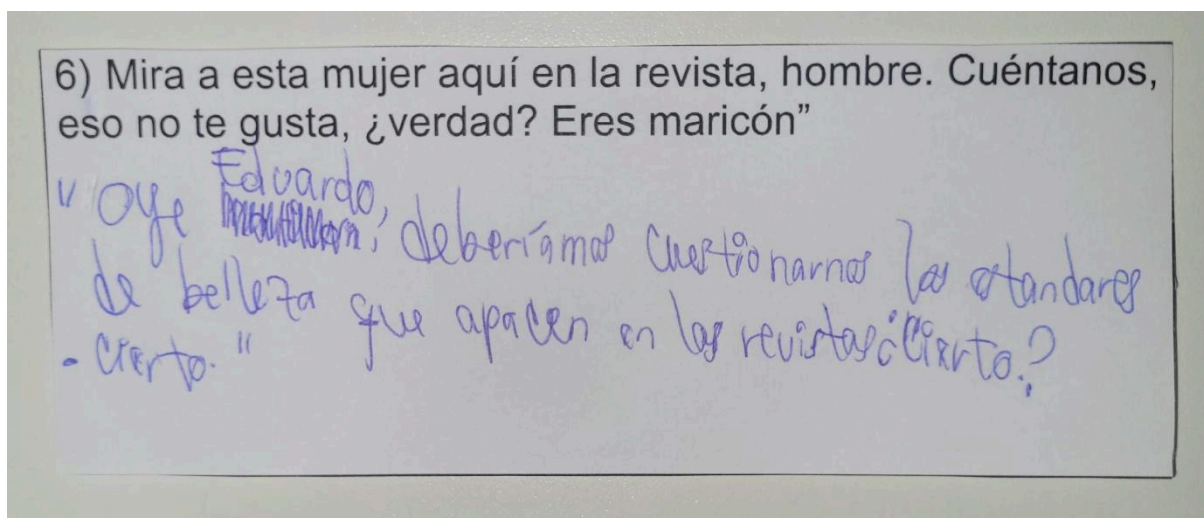 6) Mira a esta mujer aquí en la revista, hombre. Cuéntanos,
eso no te gusta, ¿verdad? Eres maricón”
"Oye Eduardo, deberíamos cuestionarnos los estandares
de belleza que apacen en las revistas ¿Cierto?
- Cierto."